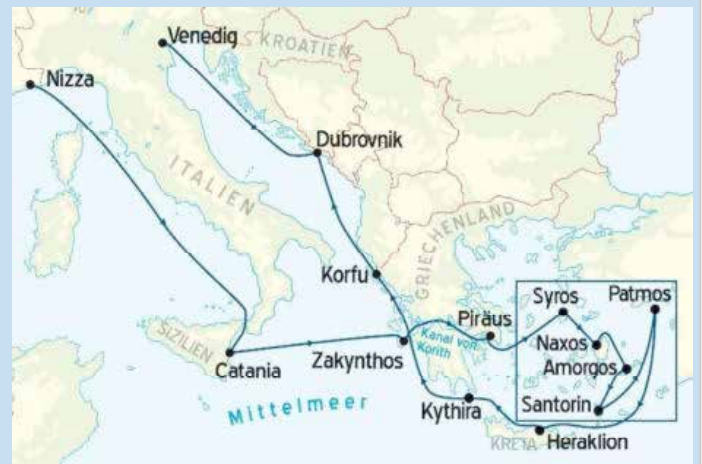 Venedig
KROATIEN
Nizza
Dubrovnik
ITALIEN
GRIECHENLAND
Korfu
Syros
Patmos
Piräus
Kanal von
Korith
Naxos
Amorgos
SIZILIEN
Zakynthos
Catania
Santorin
Kythira
Mittelmeer
KRETA
Heraklion